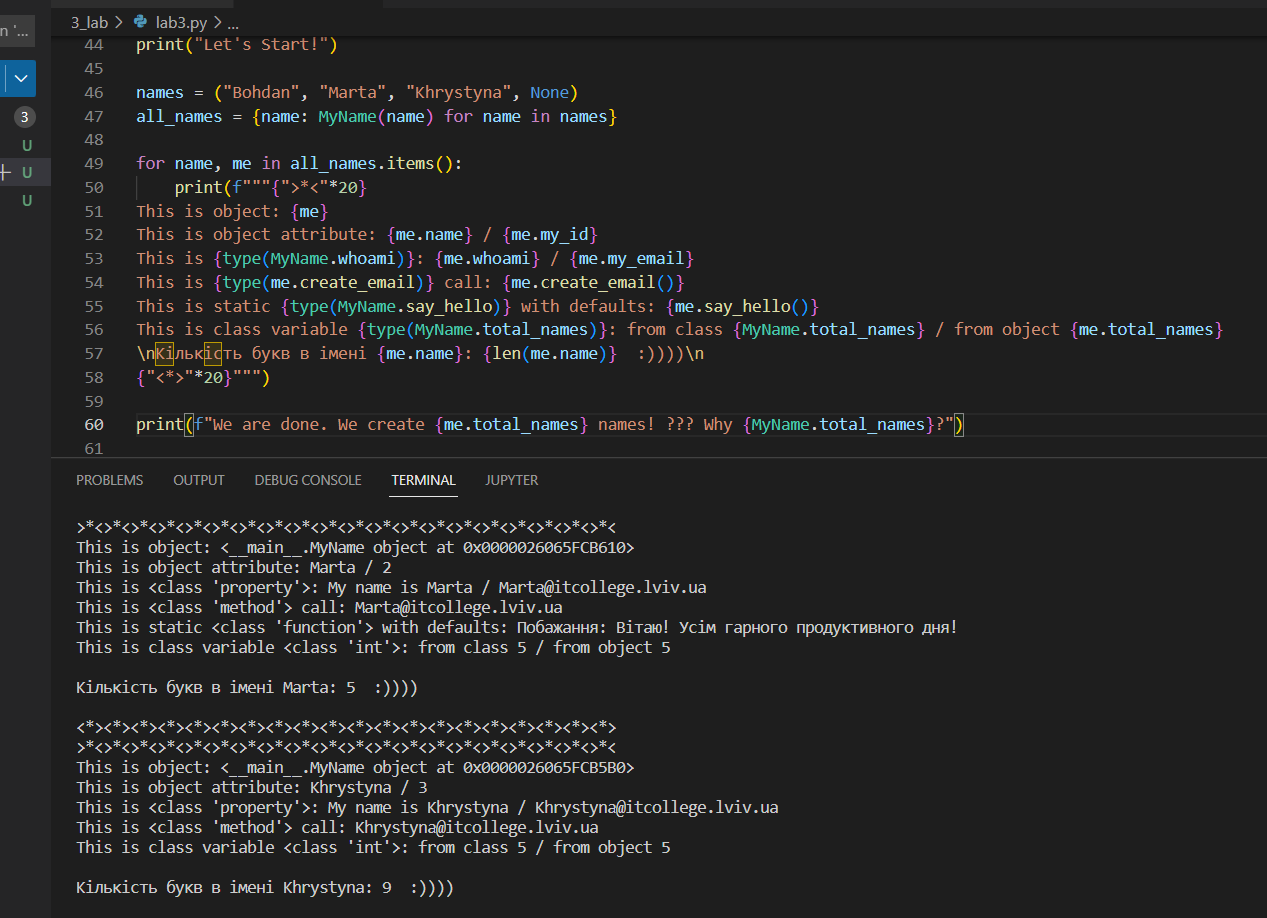 n '...
3
U
U
U
3_lab > lab3.py > ...
44 print("Let's Start!")
45
46 names = ("Bohdan", "Marta", "Khrystyna", None)
47 all_names = {name: MyName(name) for name in names}
48
49 for name, me in all_names.items():
50     print(f"""{">*<"*20}
51 This is object: {me}
52 This is object attribute: {me.name} / {me.my_id}
53 This is {type(MyName.whoami)}: {me.whoami} / {me.my_email}
54 This is {type(me.create_email)} call: {me.create_email()}
55 This is static {type(MyName.say_hello)} with defaults: {me.say_hello()}
56 This is class variable {type(MyName.total_names)}: from class {MyName.total_names} / from object {me.total_names}
57 \nКількість букв в імені {me.name}: {len(me.name)}  :))))\n
58 {"<*>"*20}""")
59
60 print(f"We are done. We create {me.total_names} names! ??? Why {MyName.total_names}?")
61
PROBLEMS OUTPUT DEBUG CONSOLE TERMINAL JUPYTER
>*<>*<>*<>*<>*<>*<>*<>*<>*<>*<>*<>*<>*<>*<>*<>*<>*<>*<>*<>*<
This is object: <__main__.MyName object at 0x0000026065FCB610>
This is object attribute: Marta / 2
This is <class 'property'>: My name is Marta / Marta@itcollege.lviv.ua
This is <class 'method'> call: Marta@itcollege.lviv.ua
This is static <class 'function'> with defaults: Побажання: Вітаю! Усім гарного продуктивного дня!
This is class variable <class 'int'>: from class 5 / from object 5
Кількість букв в імені Marta: 5  :))))
<*><*><*><*><*><*><*><*><*><*><*><*><*><*><*><*><*><*><*><*>
>*<>*<>*<>*<>*<>*<>*<>*<>*<>*<>*<>*<>*<>*<>*<>*<>*<>*<>*<>*<
This is object: <__main__.MyName object at 0x0000026065FCB5B0>
This is object attribute: Khrystyna / 3
This is <class 'property'>: My name is Khrystyna / Khrystyna@itcollege.lviv.ua
This is <class 'method'> call: Khrystyna@itcollege.lviv.ua
This is class variable <class 'int'>: from class 5 / from object 5
Кількість букв в імені Khrystyna: 9  :))))